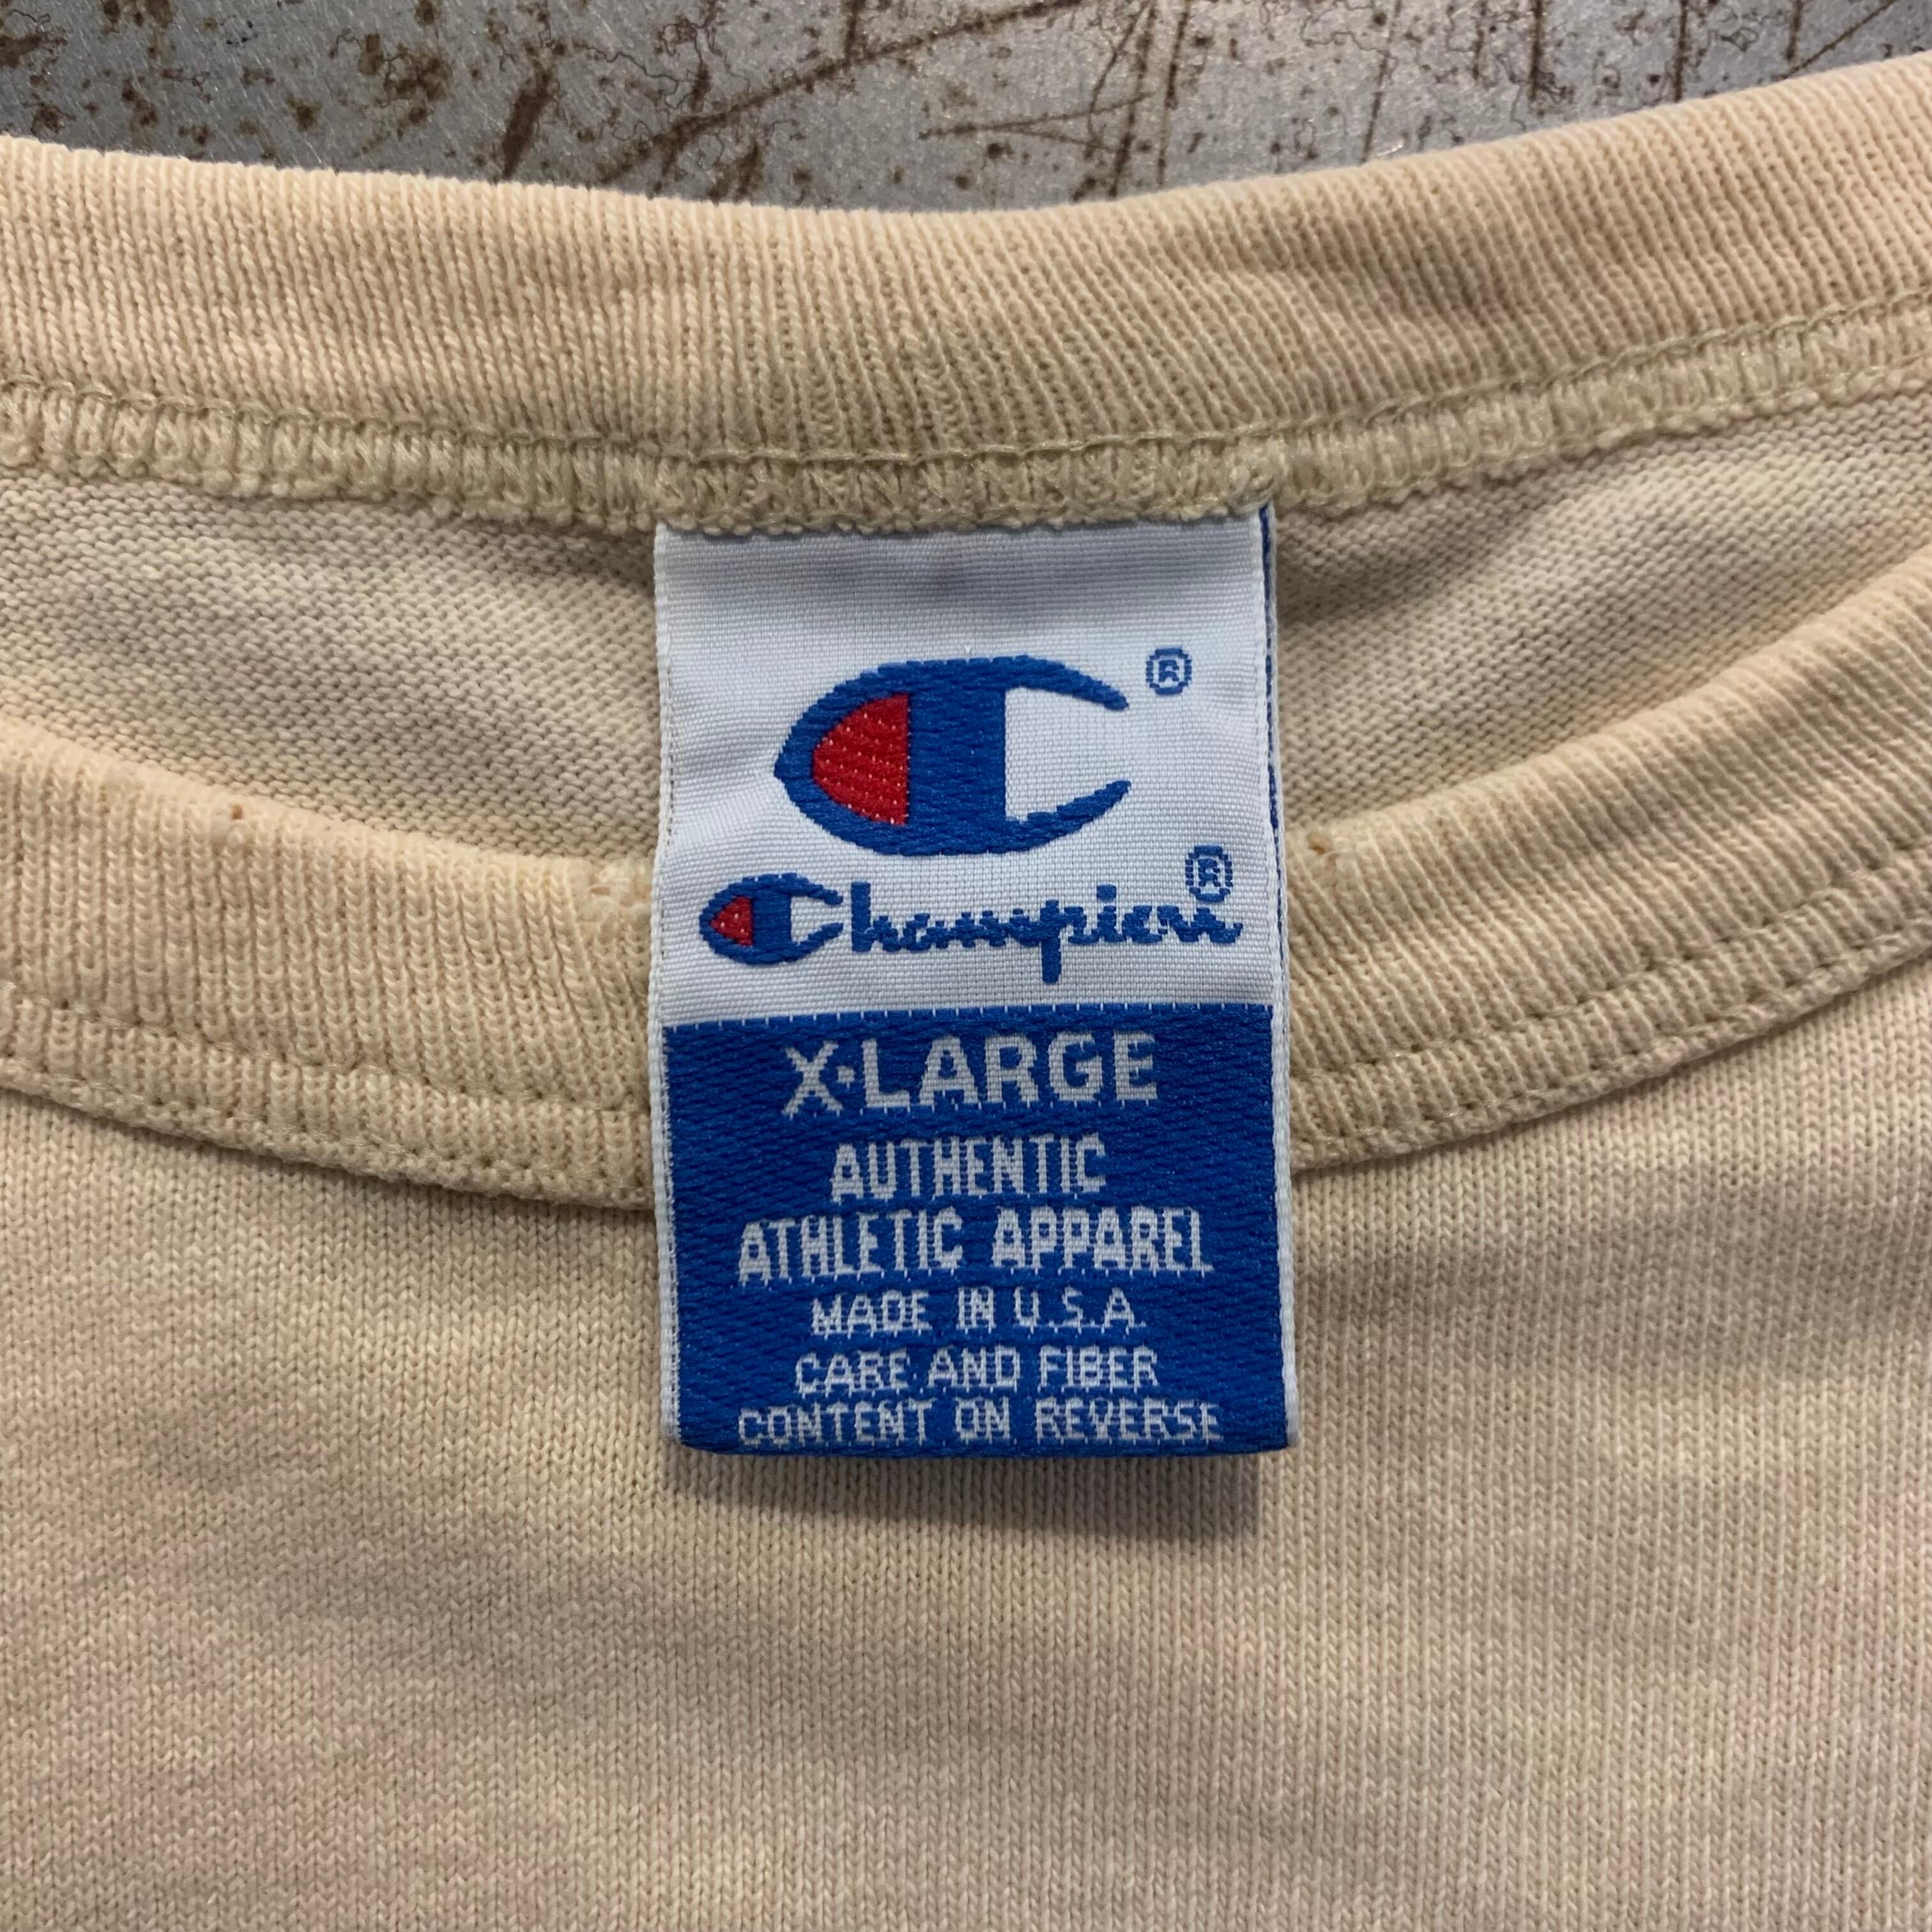 ®
Champion®
X-LARGE
AUTHENTIC
ATHLETIC APPAREL
MADE IN U.S.A.
CARE AND FIBER
CONTENT ON REVERSE